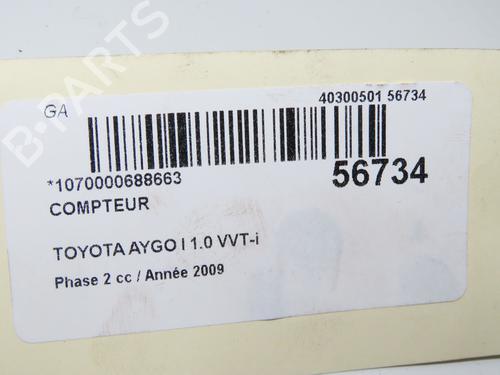 GA
40300501 56734
*1070000688663
56734
COMPTEUR
TOYOTA AYGO I 1.0 VVT-i
Phase 2 cc / Année 2009
B-PARTS